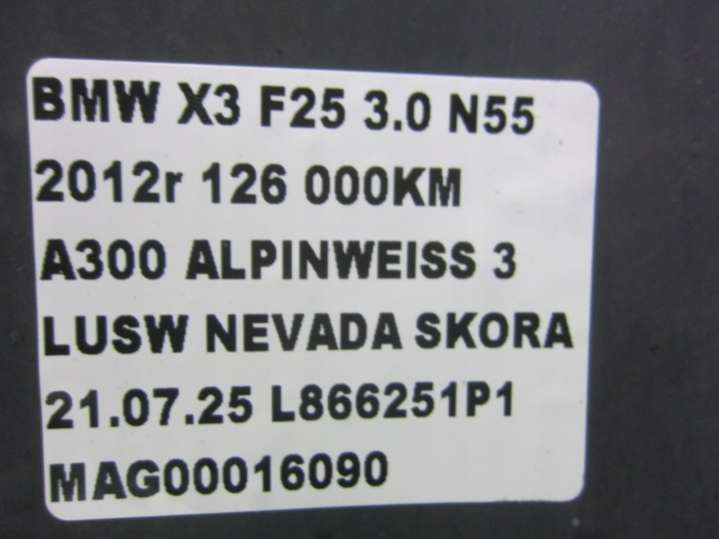 BMW X3 F25 3.0 N55
2012r 126 000KM
A300 ALPINWEISS 3
LUSW NEVADA SKORA
21.07.25 L866251P1
MAG00016090